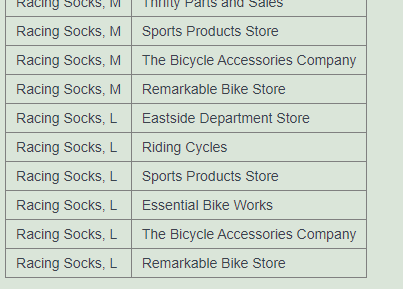 Racing Socks, M Thrifty Parts and Sales
Racing Socks, M Sports Products Store
Racing Socks, M The Bicycle Accessories Company
Racing Socks, M Remarkable Bike Store
Racing Socks, L Eastside Department Store
Racing Socks, L Riding Cycles
Racing Socks, L Sports Products Store
Racing Socks, L Essential Bike Works
Racing Socks, L The Bicycle Accessories Company
Racing Socks, L Remarkable Bike Store